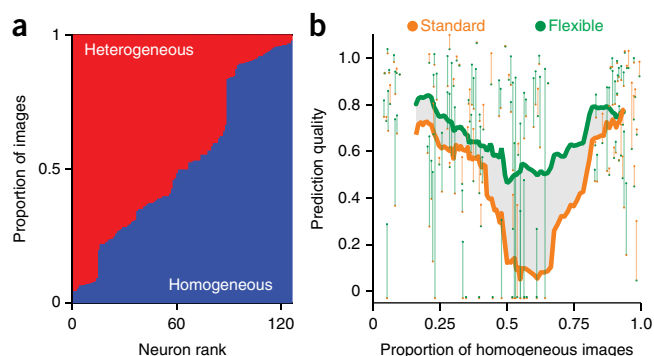 a
Proportion of images
1
0.5
0
Heterogeneous
Homogeneous
0
60
120
Neuron rank
b
Standard
Flexible
Prediction quality
1.0
0.8
0.6
0.4
0.2
0
0
0.25
0.5
0.75
1.0
Proportion of homogeneous images